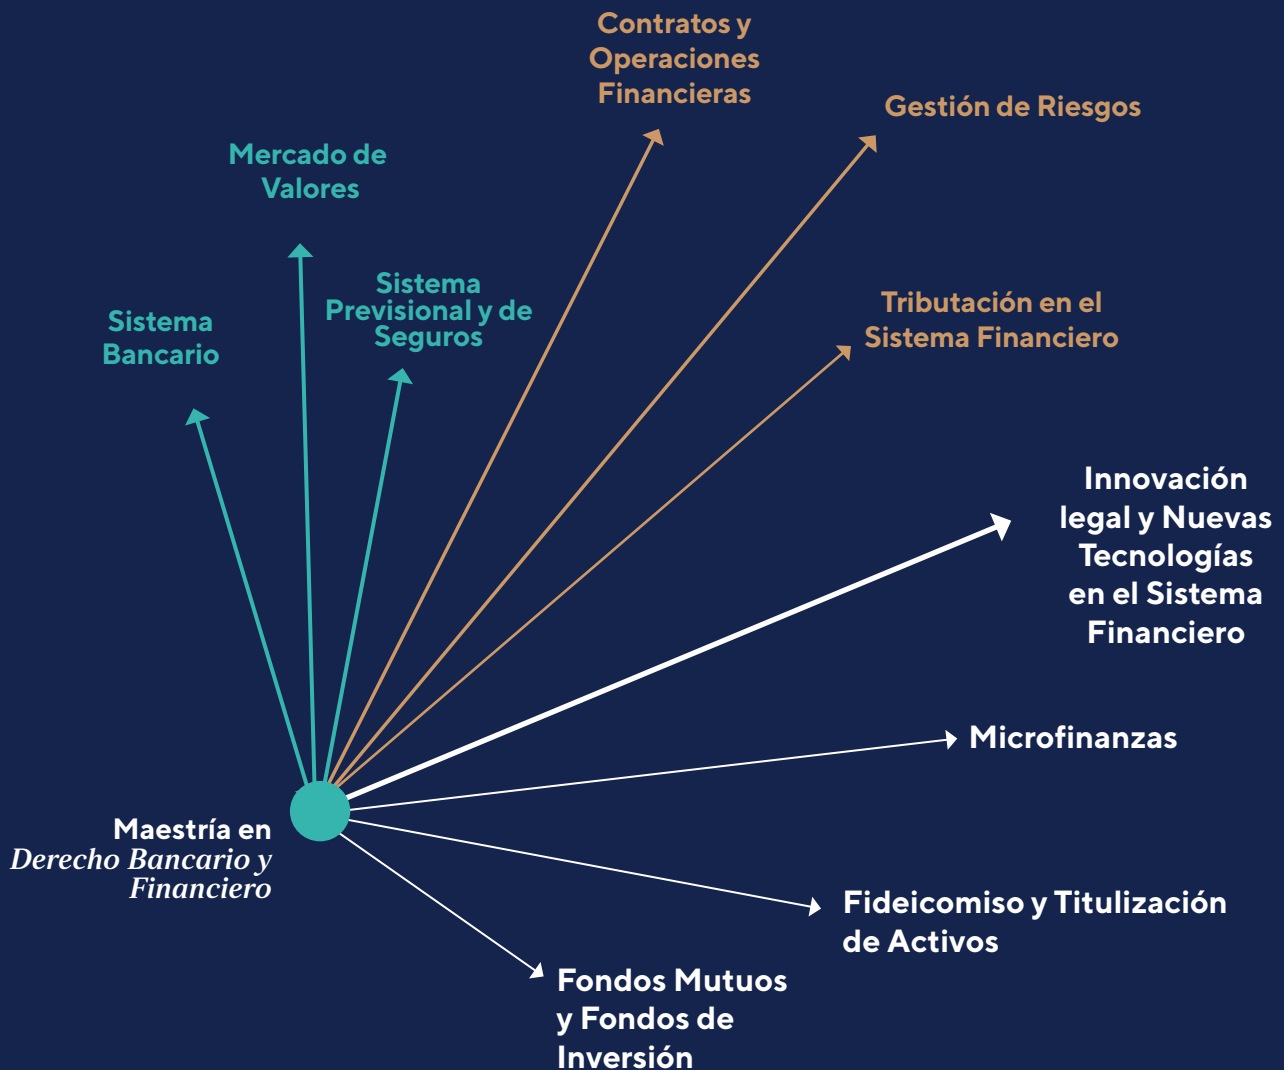 Contratos y
Operaciones
Financieras
Gestión de Riesgos
Mercado de
Valores
Sistema
Previsional y de
Seguros
Sistema
Bancario
Tributación en el
Sistema Financiero
Innovación
legal y Nuevas
Tecnologías
en el Sistema
Financiero
Microfinanzas
Maestría en
Derecho Bancario y
Financiero
Fideicomiso y Titulización
de Activos
Fondos Mutuos
y Fondos de
Inversión